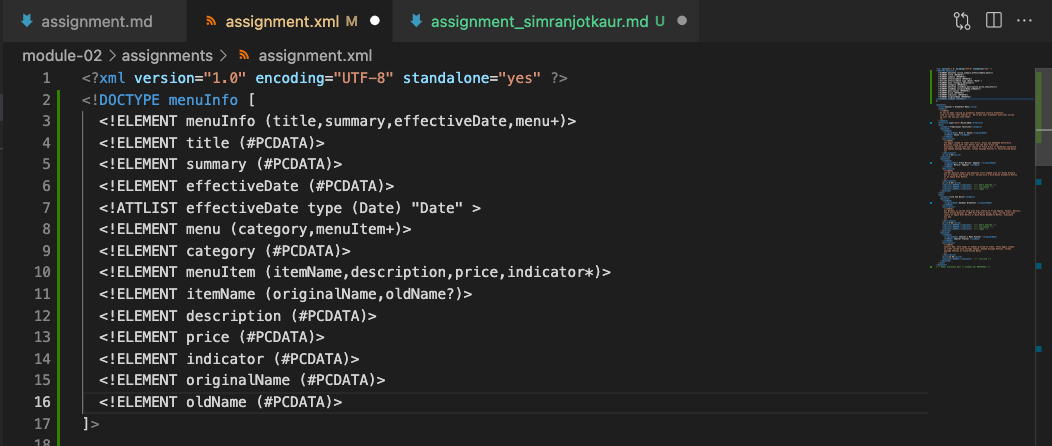 assignment.md
assignment.xml M
assignment_simranjotkaur.md U
module-02 > assignments > assignment.xml
1 <?xml version="1.0" encoding="UTF-8" standalone="yes" ?>
2 <!DOCTYPE menuInfo [
3 <!ELEMENT menuInfo (title,summary,effectiveDate,menu+)>
4 <!ELEMENT title (#PCDATA)>
5 <!ELEMENT summary (#PCDATA)>
6 <!ELEMENT effectiveDate (#PCDATA)>
7 <!ATTLIST effectiveDate type (Date) "Date" >
8 <!ELEMENT menu (category,menuItem+)>
9 <!ELEMENT category (#PCDATA)>
10 <!ELEMENT menuItem (itemName,description,price,indicator*)>
11 <!ELEMENT itemName (originalName,oldName?)>
12 <!ELEMENT description (#PCDATA)>
13 <!ELEMENT price (#PCDATA)>
14 <!ELEMENT indicator (#PCDATA)>
15 <!ELEMENT originalName (#PCDATA)>
16 <!ELEMENT oldName (#PCDATA)>
17 ]>
18